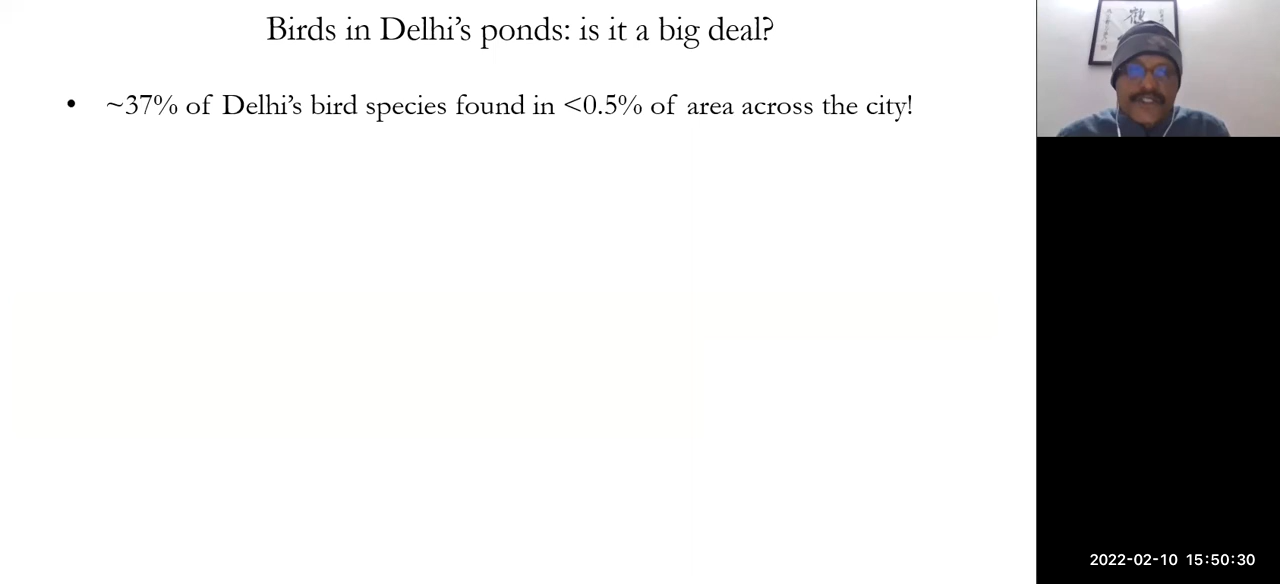 Birds in Delhi’s ponds: is it a big deal?
• ~37% of Delhi’s bird species found in <0.5% of area across the city!
2022-02-10 15:50:30